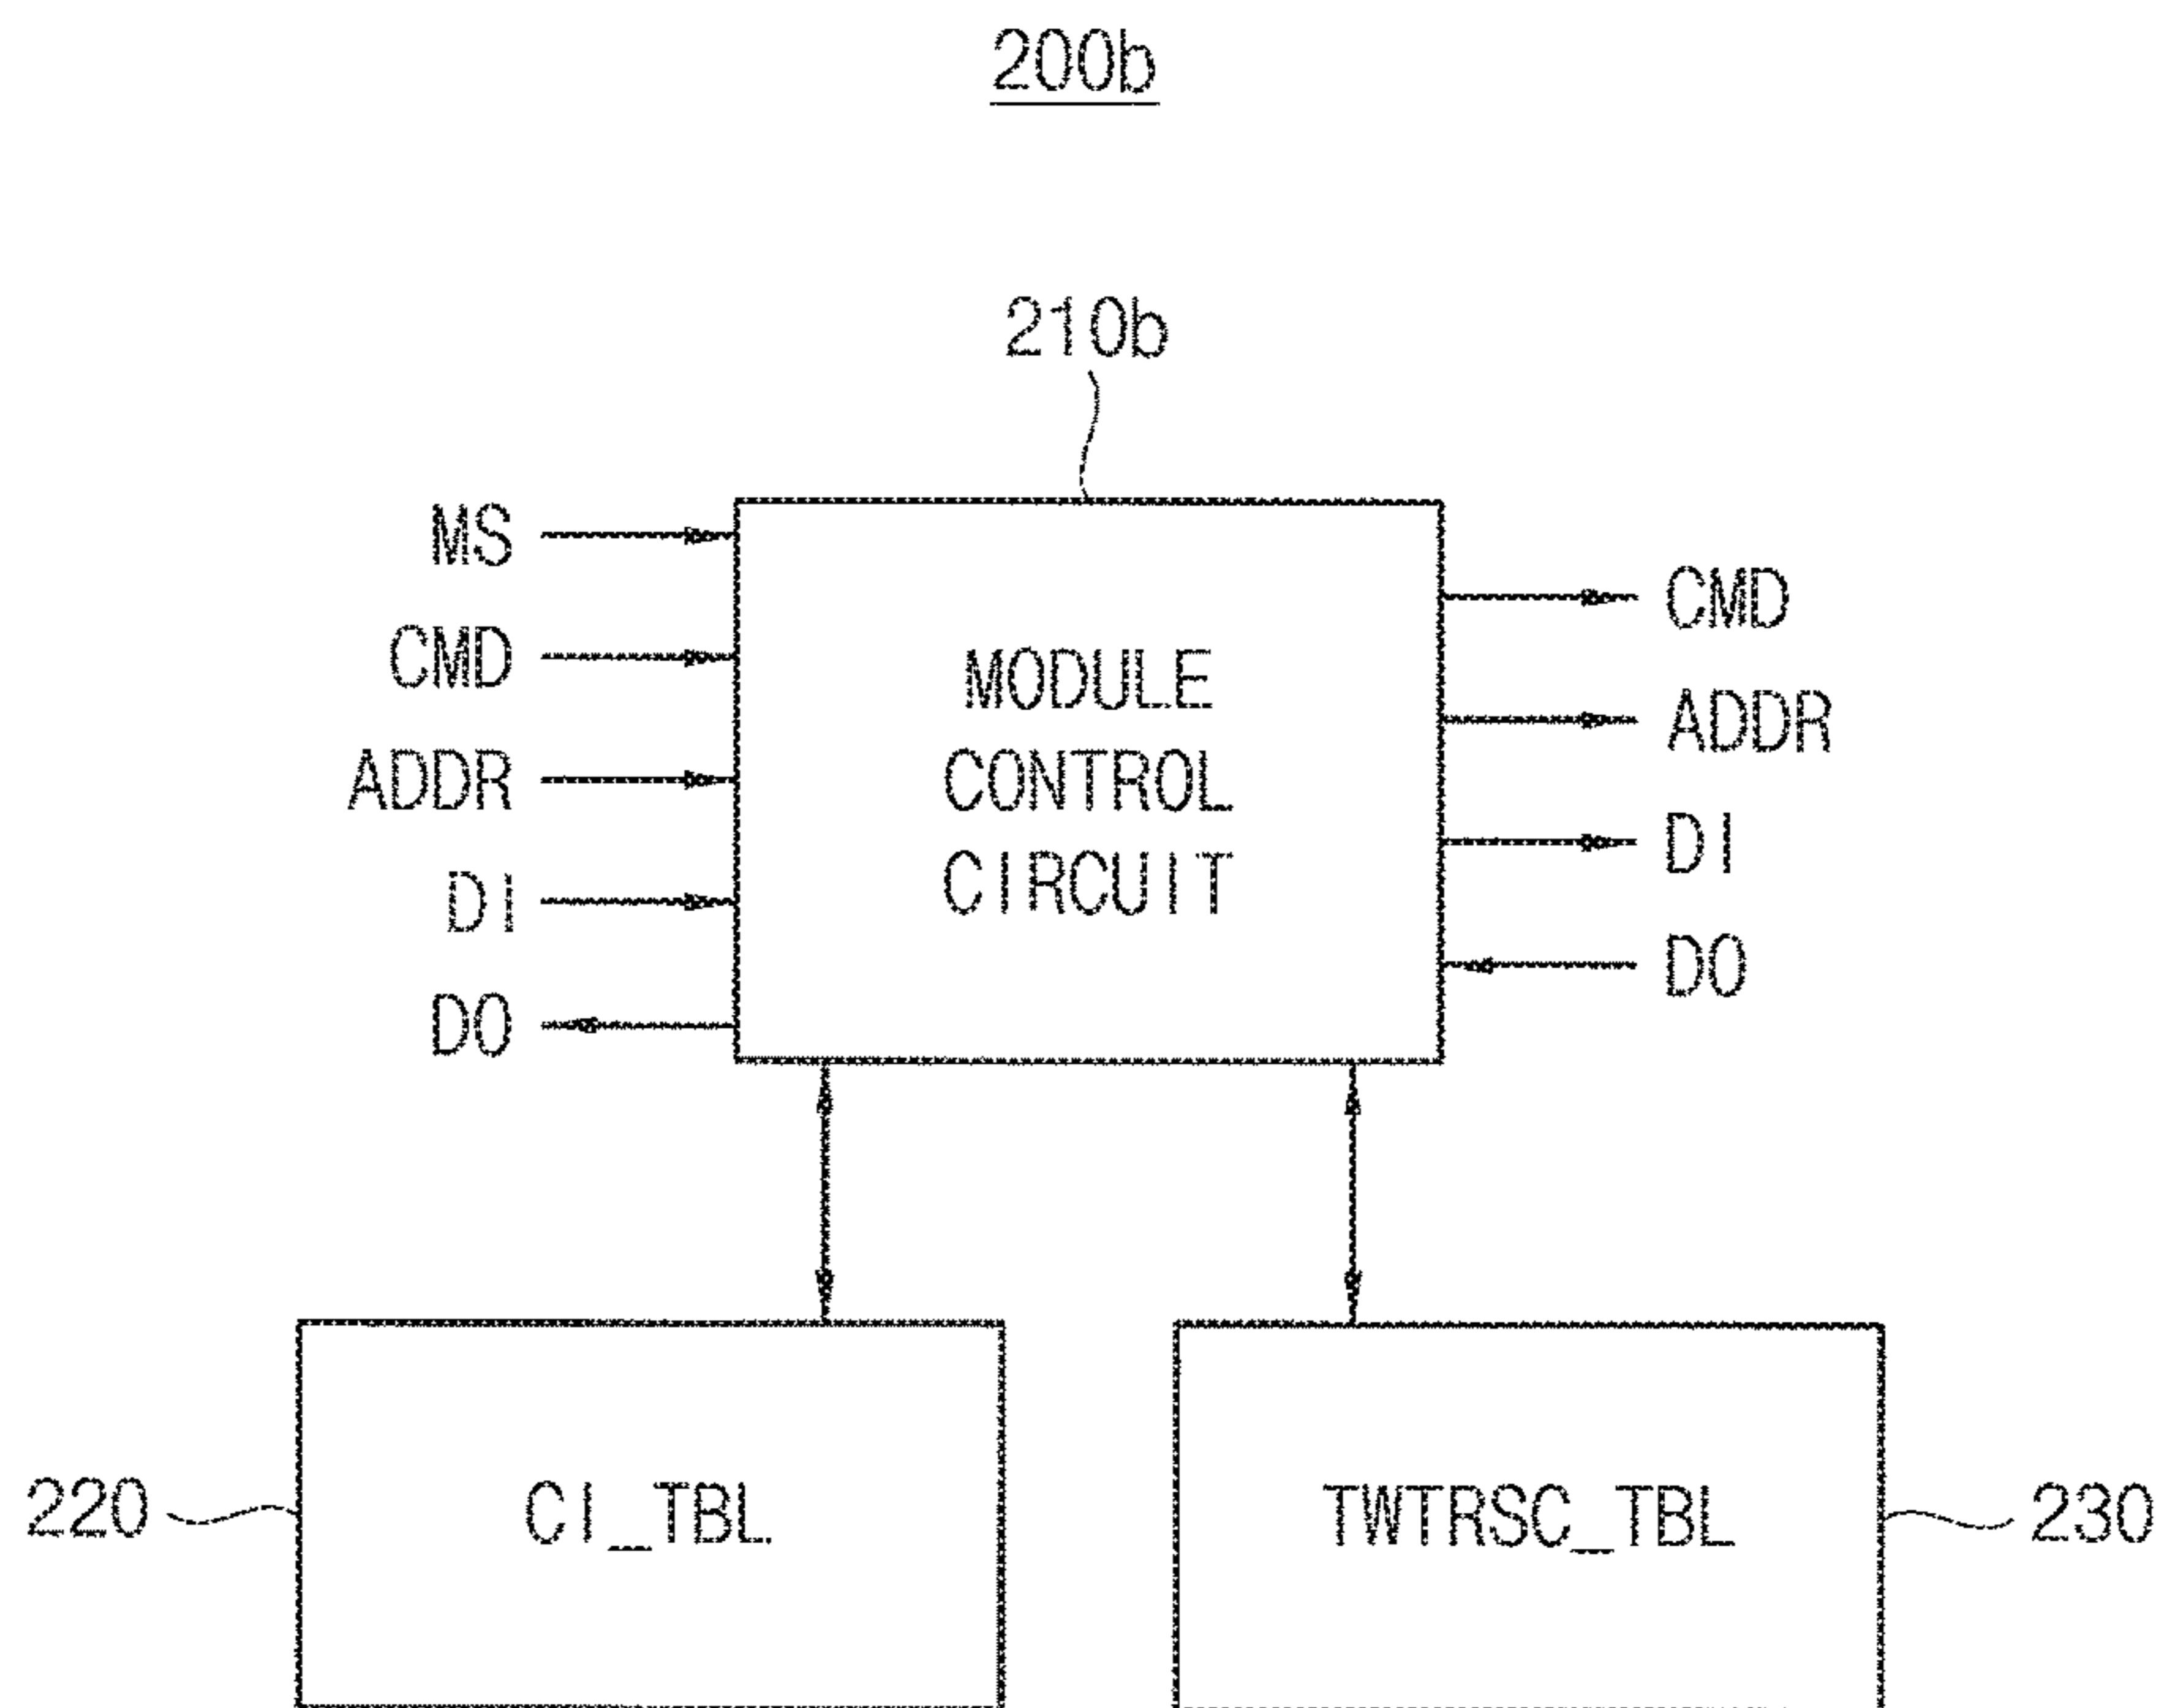 200b
210b
MS
CMD
ADDR
DI
DO
MODULE
CONTROL
CIRCUIT
CMD
ADDR
DI
DO
220
CI_TBL
TWTRSC_TBL
230